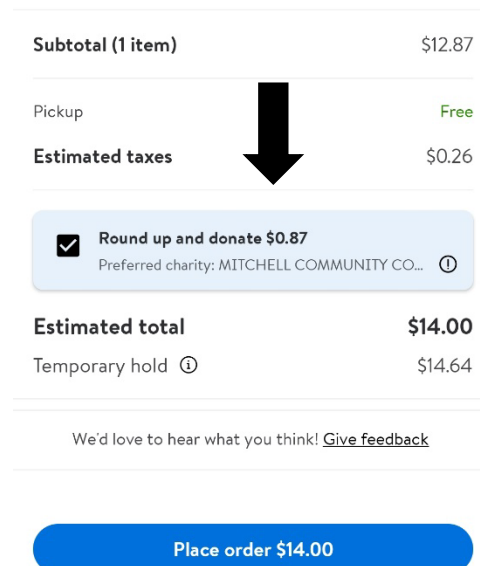 Subtotal (1 item) $12.87
Pickup Free
Estimated taxes $0.26
Round up and donate $0.87
Preferred charity: MITCHELL COMMUNITY CO...
Estimated total $14.00
Temporary hold $14.64
We'd love to hear what you think! Give feedback
Place order $14.00